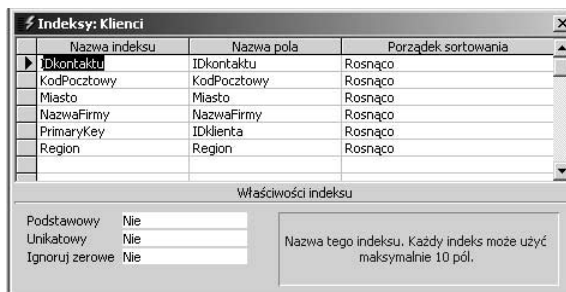 Indeksy: Klienci
Nazwa indeksu Nazwa pola Porządek sortowania
IDkontaktu IDkontaktu Rosnąco
KodPocztowy KodPocztowy Rosnąco
Miasto Miasto Rosnąco
NazwaFirmy NazwaFirmy Rosnąco
PrimaryKey IDklienta Rosnąco
Region Region Rosnąco
Właściwości indeksu
Podstawowy Nie
Unikatowy Nie
Ignoruj zerowe Nie
Nazwa tego indeksu. Każdy indeks może użyć
maksymalnie 10 pól.